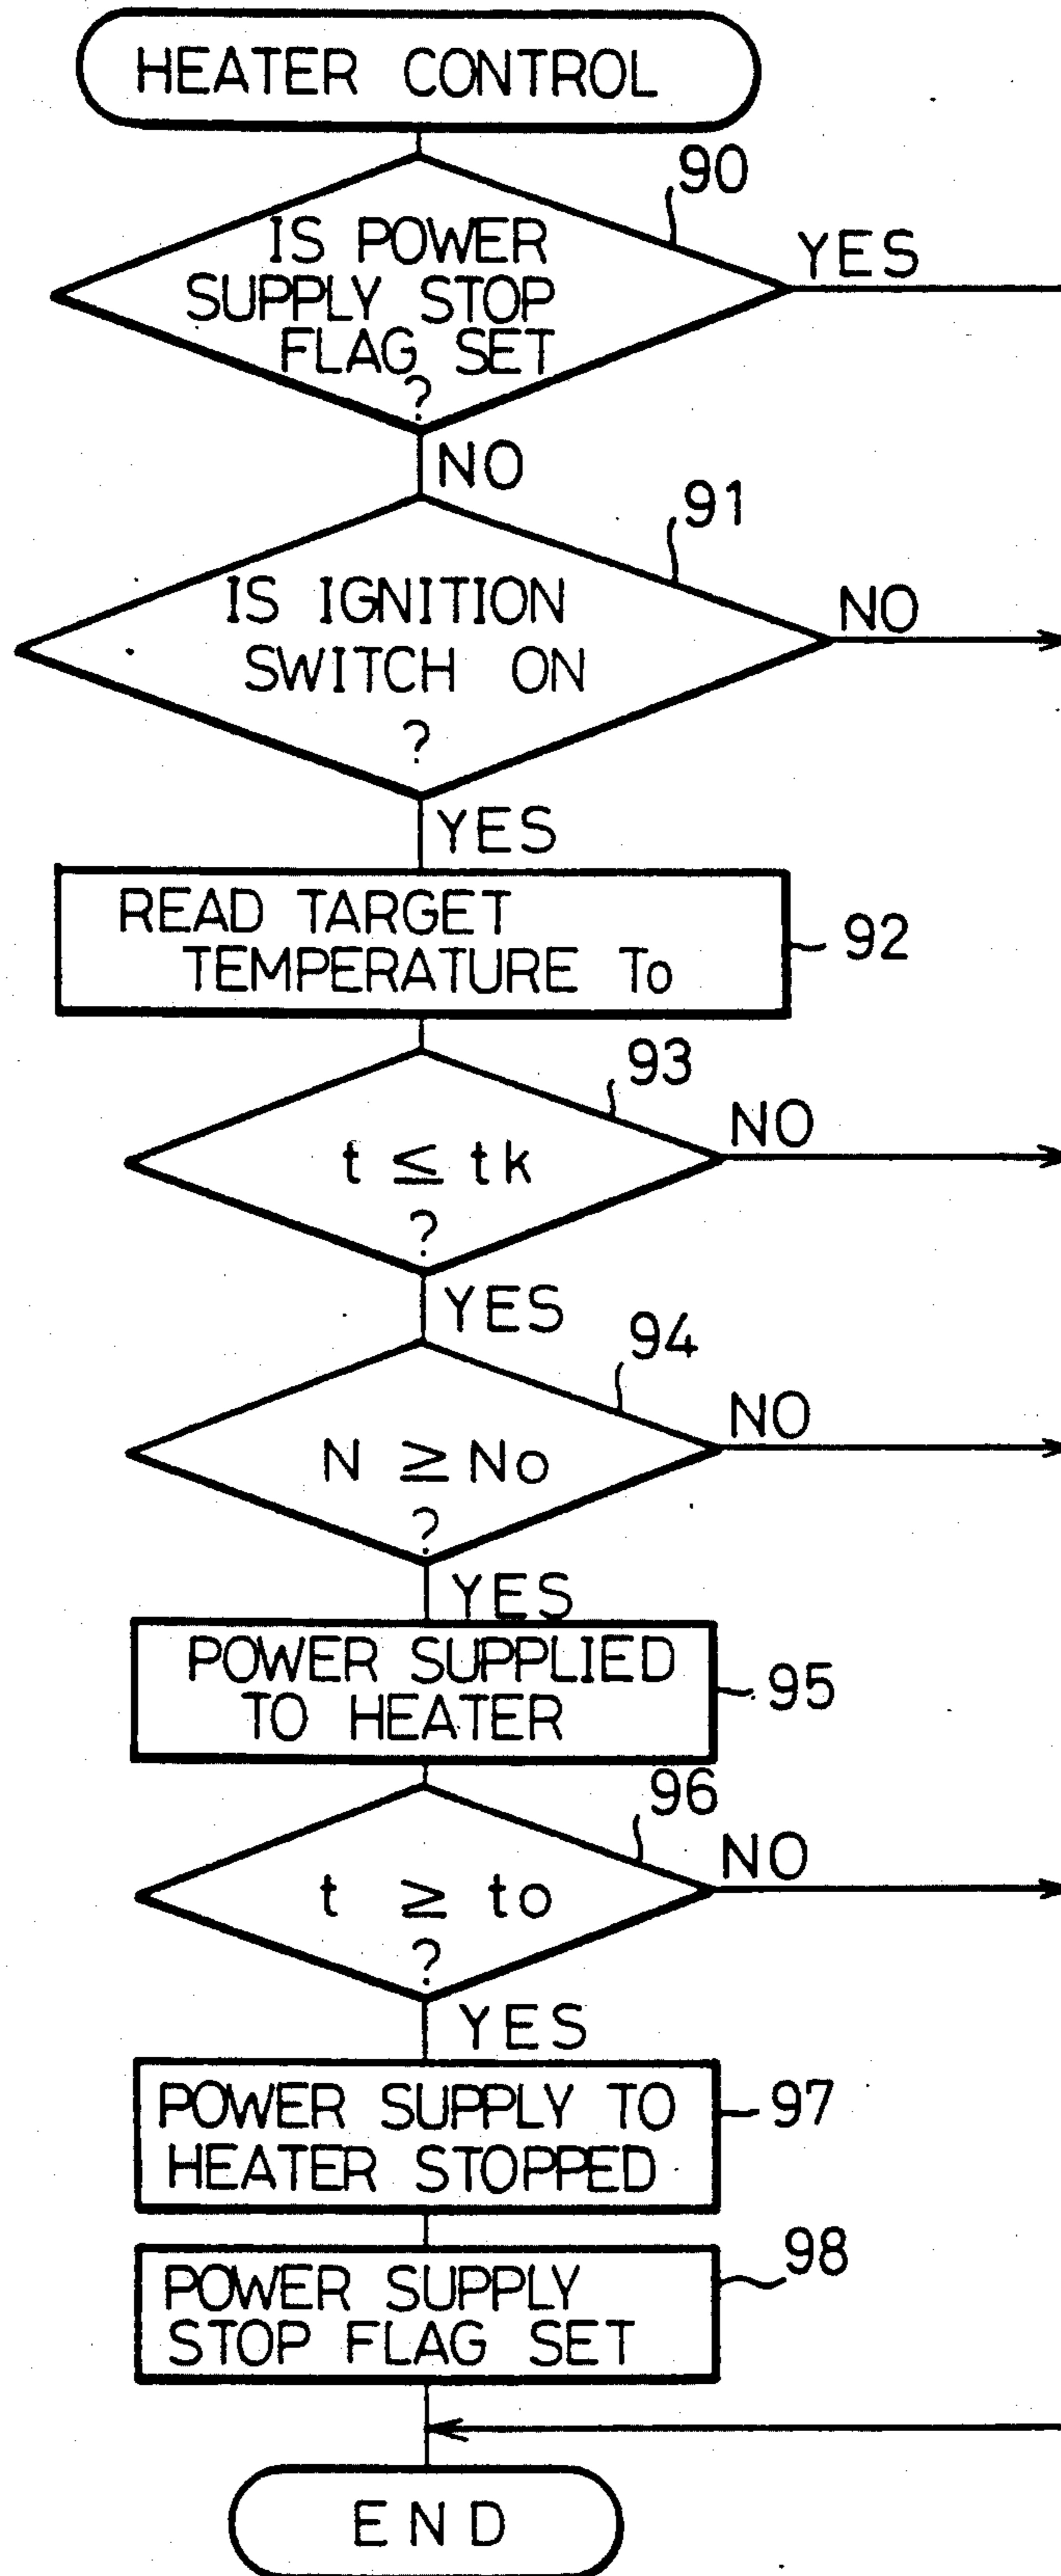 HEATER CONTROL
90
IS POWER
SUPPLY STOP
FLAG SET
?
YES
NO
91
IS IGNITION
SWITCH ON
?
NO
YES
READ TARGET
TEMPERATURE To
92
93
t ≤ tk
?
NO
YES
94
N ≥ No
?
NO
YES
POWER SUPPLIED
TO HEATER
95
96
t ≥ to
?
NO
YES
POWER SUPPLY TO
HEATER STOPPED
97
POWER SUPPLY
STOP FLAG SET
98
END